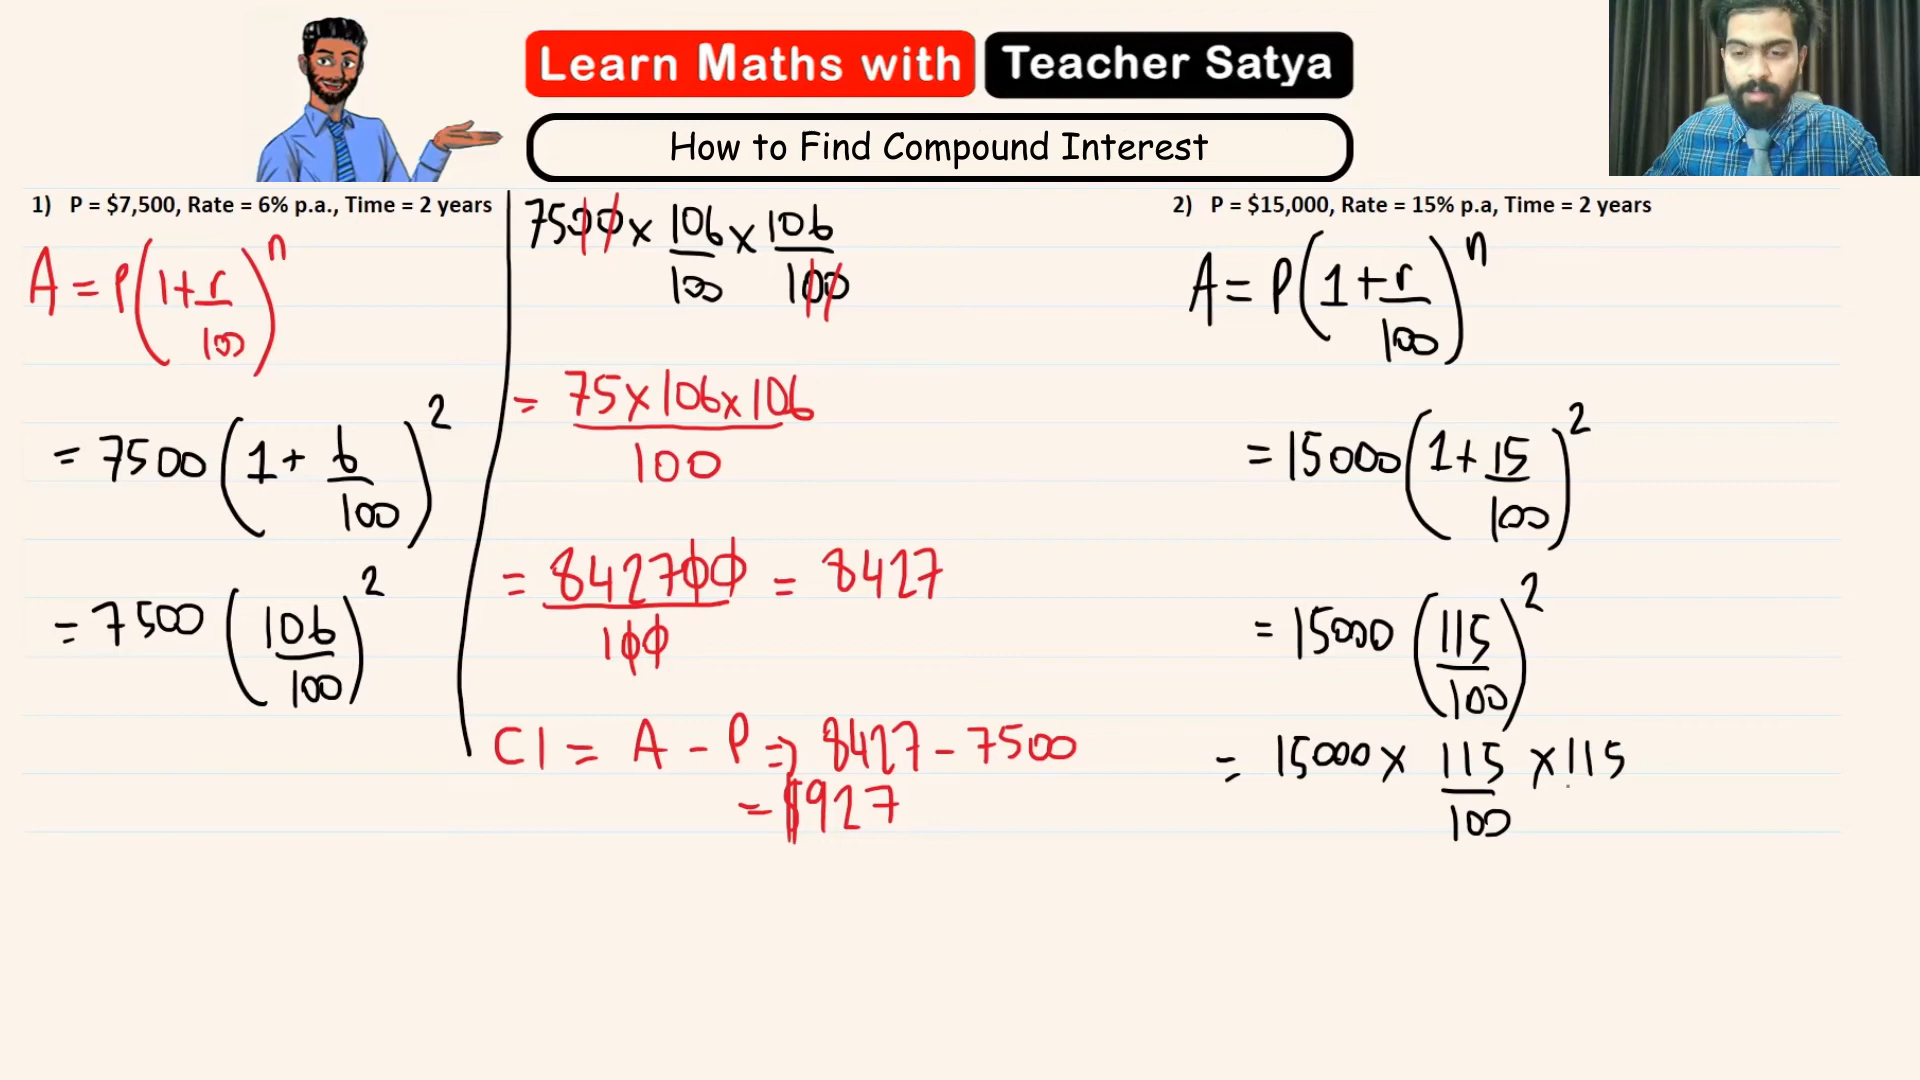 Learn Maths with Teacher Satya
How to Find Compound Interest
1) P = $7,500, Rate = 6% p.a., Time = 2 years
A = P(1+r/100)^n
= 7500(1+6/100)^2
= 7500(106/100)^2
7500 × 106/100 × 106/100
= 75×106×106/100
= 842700/100 = 8427
CI = A - P ⇒ 8427 - 7500
= $927
2) P = $15,000, Rate = 15% p.a, Time = 2 years
A = P(1+r/100)^n
= 15000(1+15/100)^2
= 15000(115/100)^2
= 15000 × 115/100 × 115